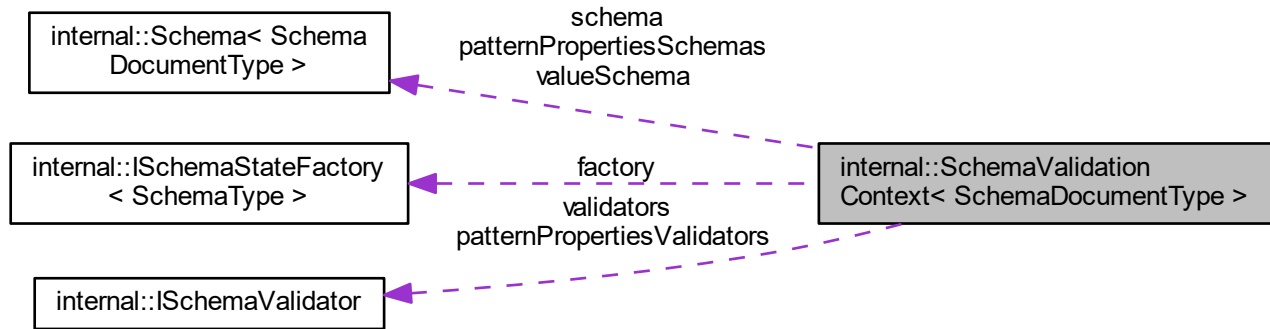 internal::Schema< Schema
DocumentType >
schema
patternPropertiesSchemas
valueSchema
internal::ISchemaStateFactory
< SchemaType >
factory
internal::SchemaValidation
Context< SchemaDocumentType >
validators
patternPropertiesValidators
internal::ISchemaValidator